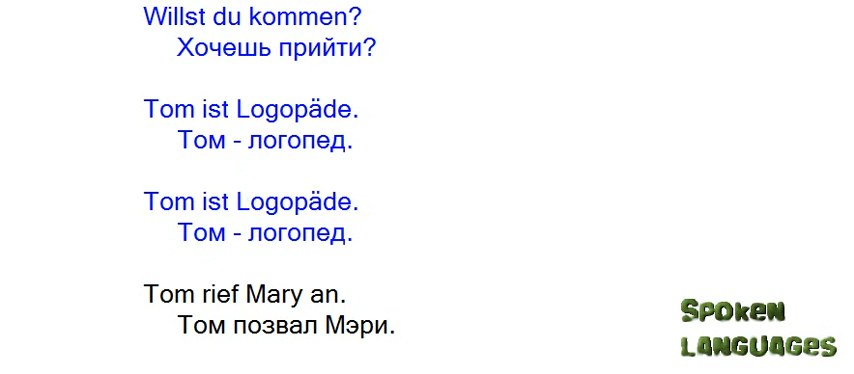 Willst du kommen?
Хочешь прийти?
Tom ist Logopäde.
Том - логопед.
Tom ist Logopäde.
Том - логопед.
Tom rief Mary an.
Том позвал Мэри.
Spoken
Languages